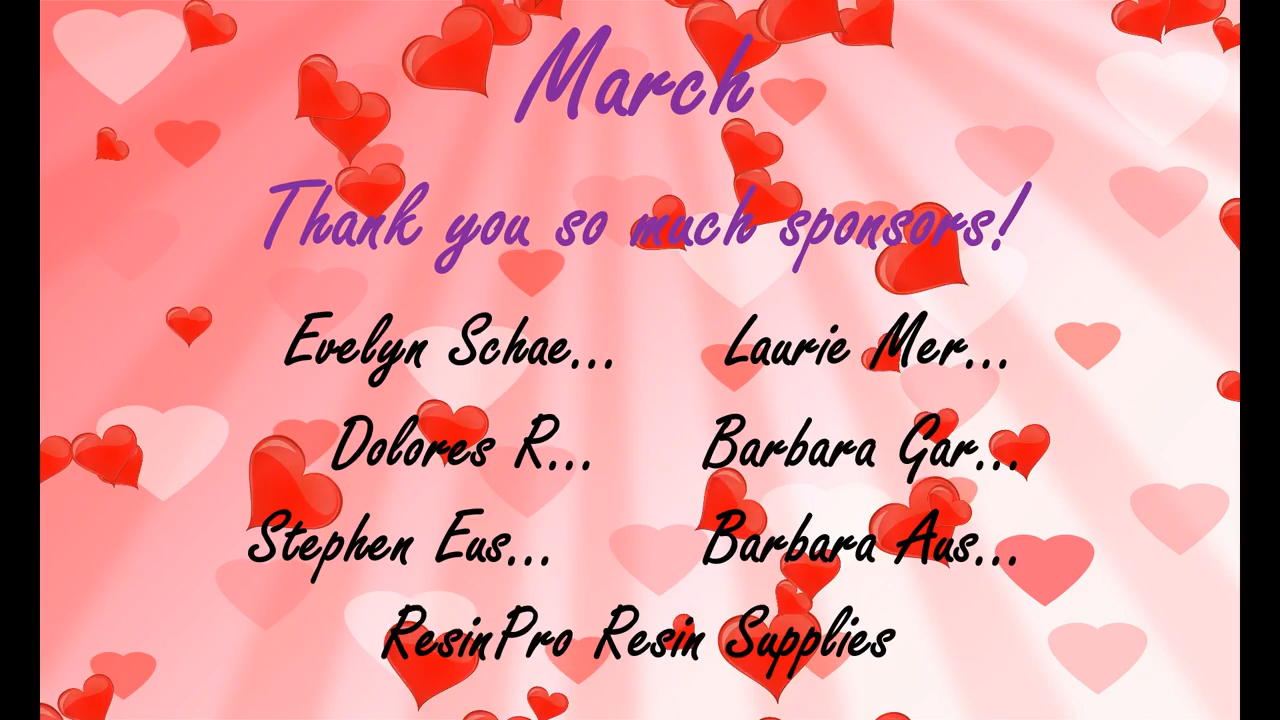 March
Thank you so much sponsors!
Evelyn Schae... Laurie Mer...
Dolores R... Barbara Gar...
Stephen Eus... Barbara Aus...
ResinPro Resin Supplies